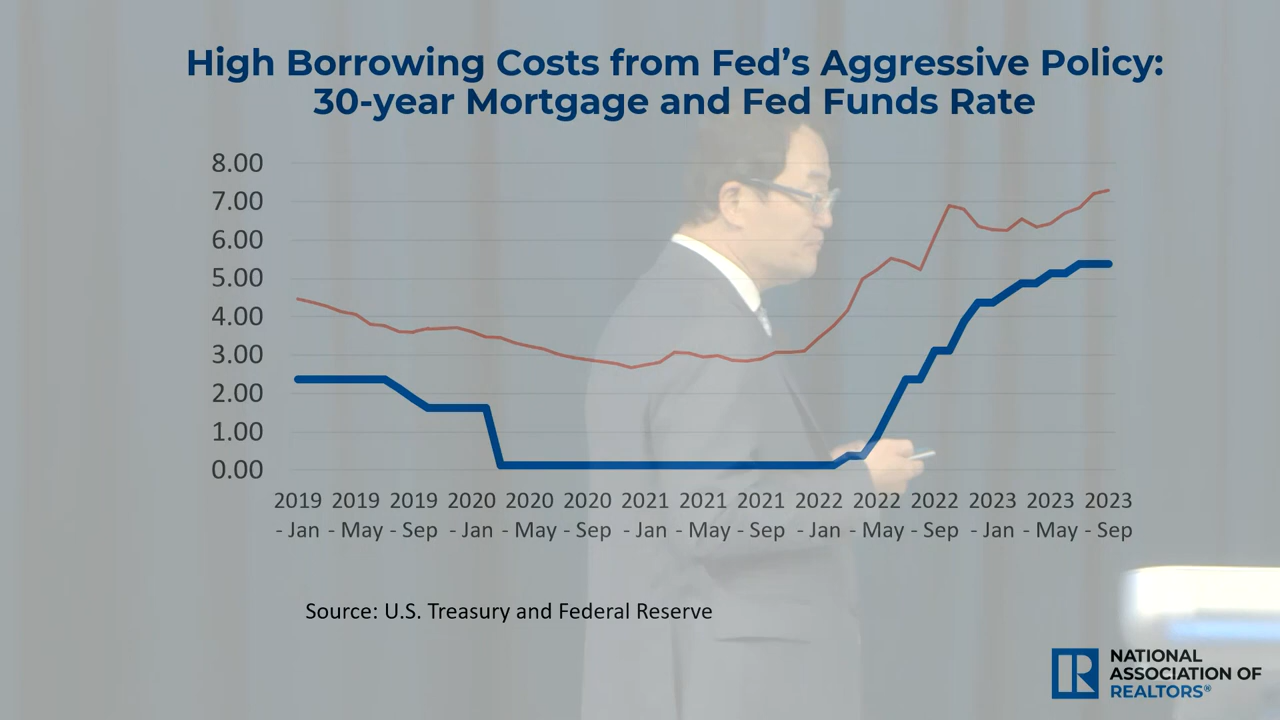 High Borrowing Costs from Fed's Aggressive Policy:
30-year Mortgage and Fed Funds Rate
8.00
7.00
6.00
5.00
4.00
3.00
2.00
1.00
0.00
2019 2019 2019 2020 2020 2020 2021 2021 2021 2022 2022 2022 2023 2023 2023
- Jan - May - Sep - Jan - May - Sep - Jan - May - Sep - Jan - May - Sep - Jan - May - Sep
Source: U.S. Treasury and Federal Reserve
NATIONAL
ASSOCIATION OF
REALTORS®